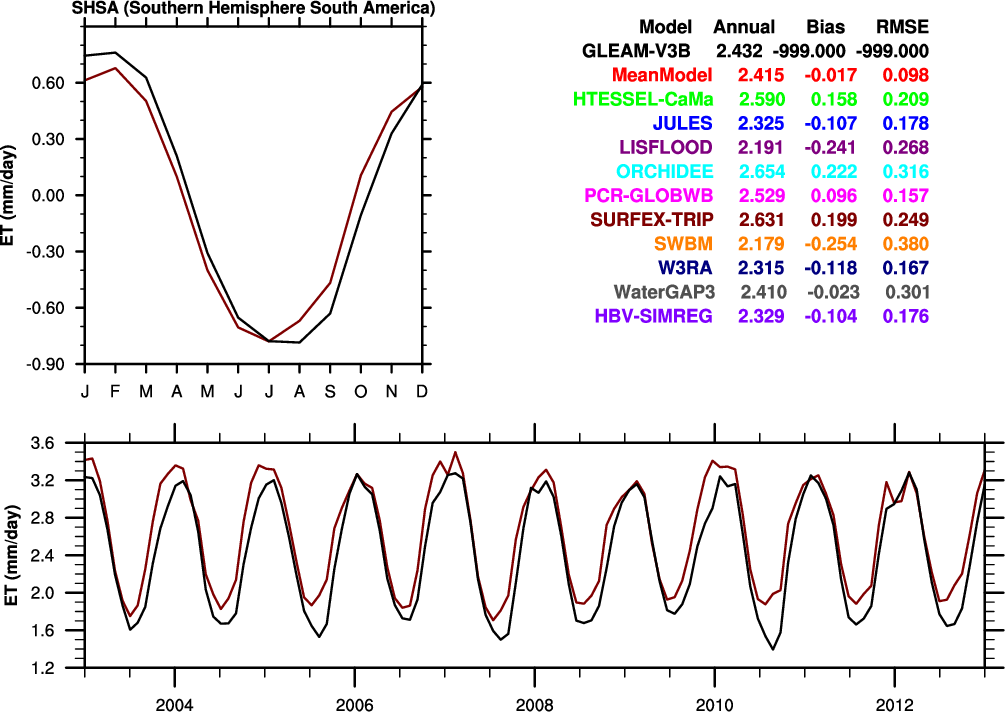 SHSA (Southern Hemisphere South America)
0.60
0.30
0.00
-0.30
-0.60
-0.90
ET (mm/day)
J F M A M J J A S O N D
Model Annual Bias RMSE
GLEAM-V3B 2.432 -999.000 -999.000
MeanModel 2.415 -0.017 0.098
HTESSEL-CaMa 2.590 0.158 0.209
JULES 2.325 -0.107 0.178
LISFLOOD 2.191 -0.241 0.268
ORCHIDEE 2.654 0.222 0.316
PCR-GLOBWB 2.529 0.096 0.157
SURFEX-TRIP 2.631 0.199 0.249
SWBM 2.179 -0.254 0.380
W3RA 2.315 -0.118 0.167
WaterGAP3 2.410 -0.023 0.301
HBV-SIMREG 2.329 -0.104 0.176
3.6
3.2
2.8
2.4
2.0
1.6
1.2
ET (mm/day)
2004 2006 2008 2010 2012